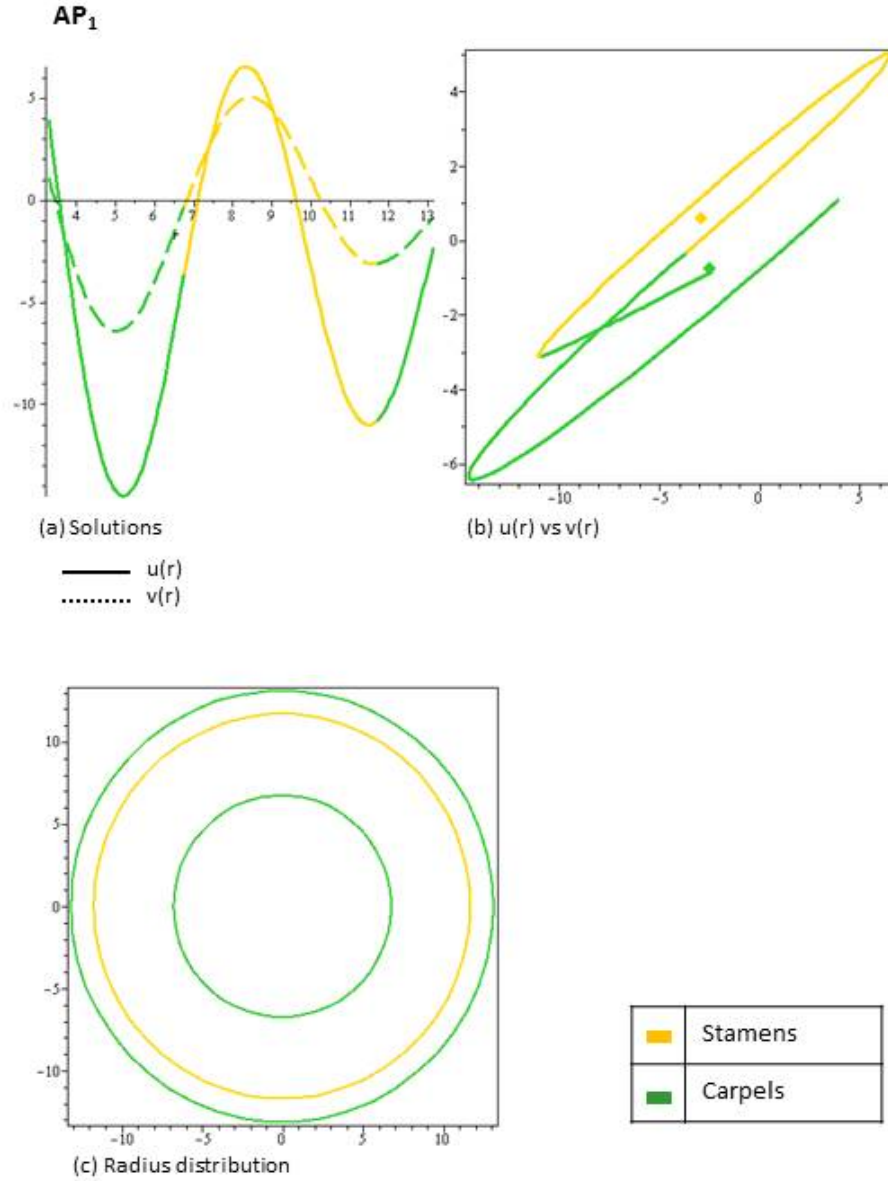 AP1
5
0
4 5 6 7 8 9 10 11 12 13
−5
−10
(a) Solutions
4
2
0
−2
−4
−6
−10 −5 0 5
(b) u(r) vs v(r)
u(r)
v(r)
10
5
0
−5
−10
−10 −5 0 5 10
(c) Radius distribution
Stamens
Carpels